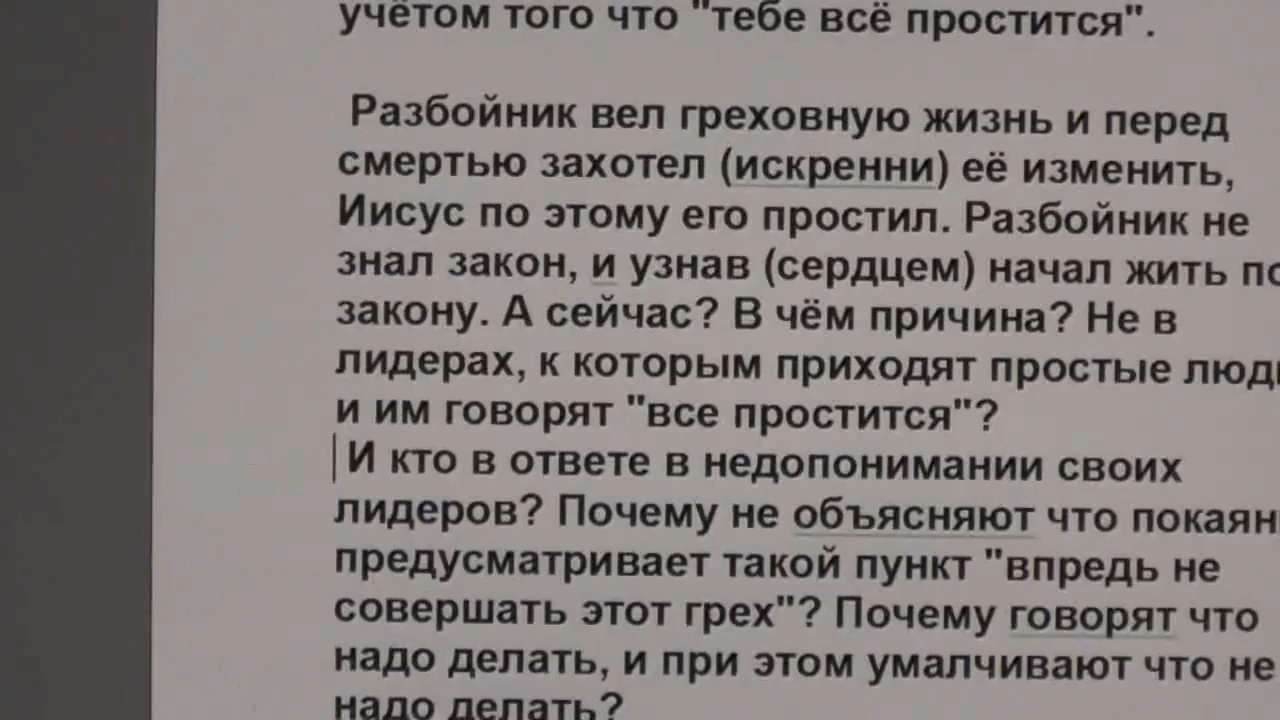 учётом того что "тебе всё простится".
Разбойник вел греховную жизнь и перед
смертью захотел (искренни) её изменить,
Иисус по этому его простил. Разбойник не
знал закон, и узнав (сердцем) начал жить по
закону. А сейчас? В чём причина? Не в
лидерах, к которым приходят простые люди
и им говорят "все простится"?
И кто в ответе в недопонимании своих
лидеров? Почему не объясняют что покаян
предусматривает такой пункт "впредь не
совершать этот грех"? Почему говорят что
надо делать, и при этом умалчивают что не
надо делать?